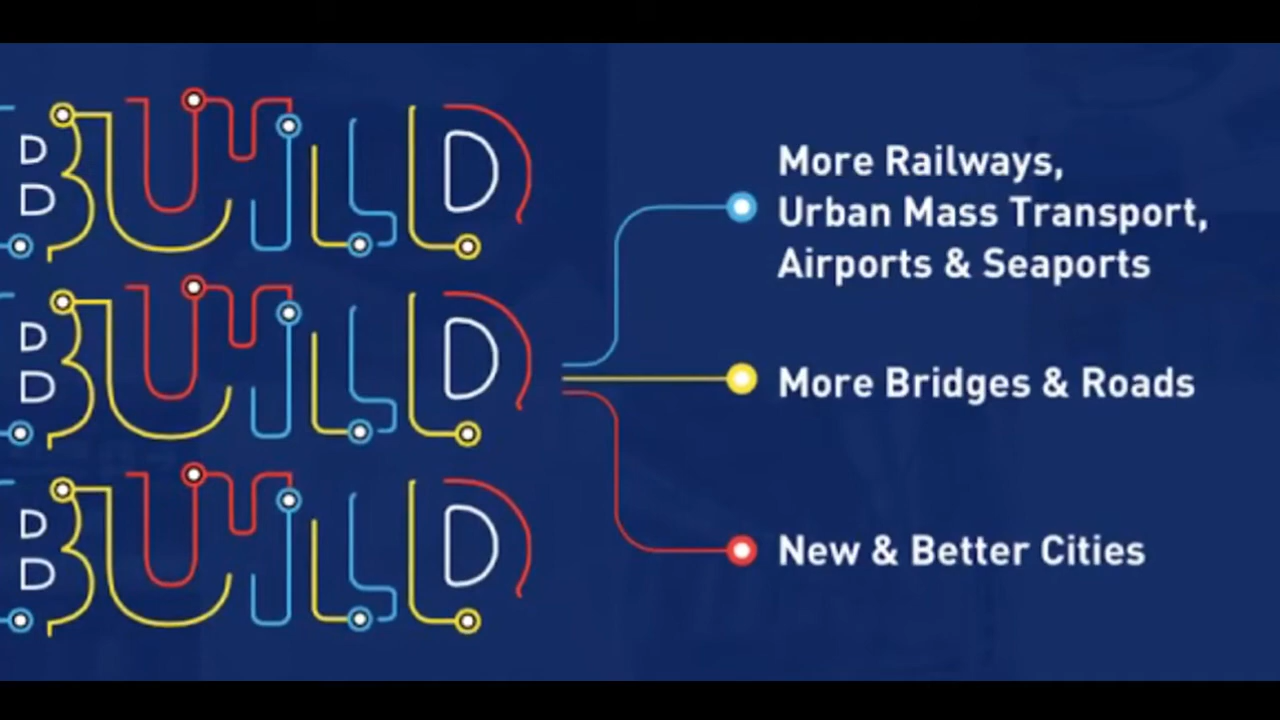 BUILD
BUILD
BUILD
More Railways,
Urban Mass Transport,
Airports & Seaports
More Bridges & Roads
New & Better Cities